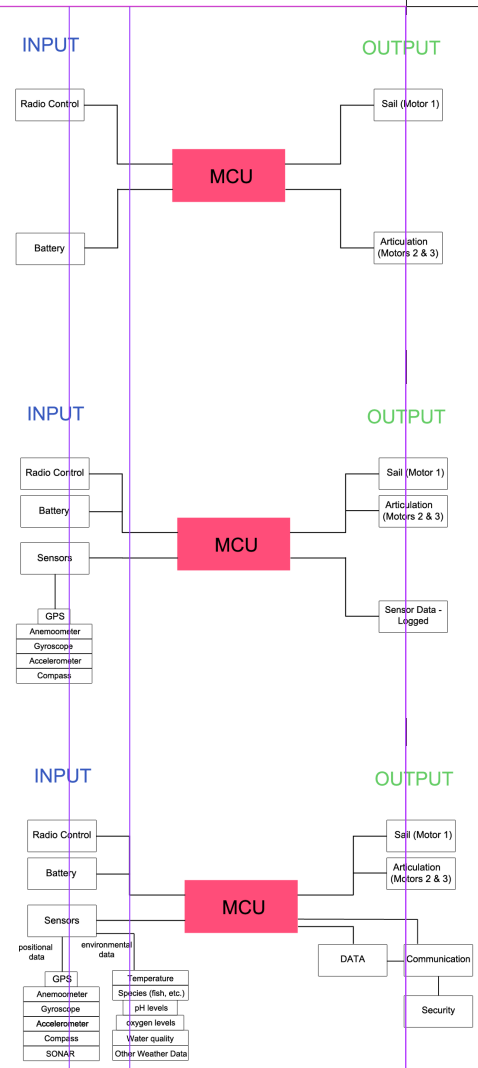 INPUT
OUTPUT
Radio Control
Sail (Motor 1)
MCU
Battery
Articulation
(Motors 2 & 3)
INPUT
OUTPUT
Radio Control
Sail (Motor 1)
Battery
Articulation
(Motors 2 & 3)
MCU
Sensors
Sensor Data -
Logged
GPS
Anemoometer
Gyroscope
Accelerometer
Compass
INPUT
OUTPUT
Radio Control
Sail (Motor 1)
Battery
Articulation
(Motors 2 & 3)
MCU
Sensors
positional
data
environmental
data
DATA
Communication
GPS
Anemoometer
Gyroscope
Accelerometer
Compass
SONAR
Temperature
Species (fish, etc.)
pH levels
oxygen levels
Water quality
Other Weather Data
Security